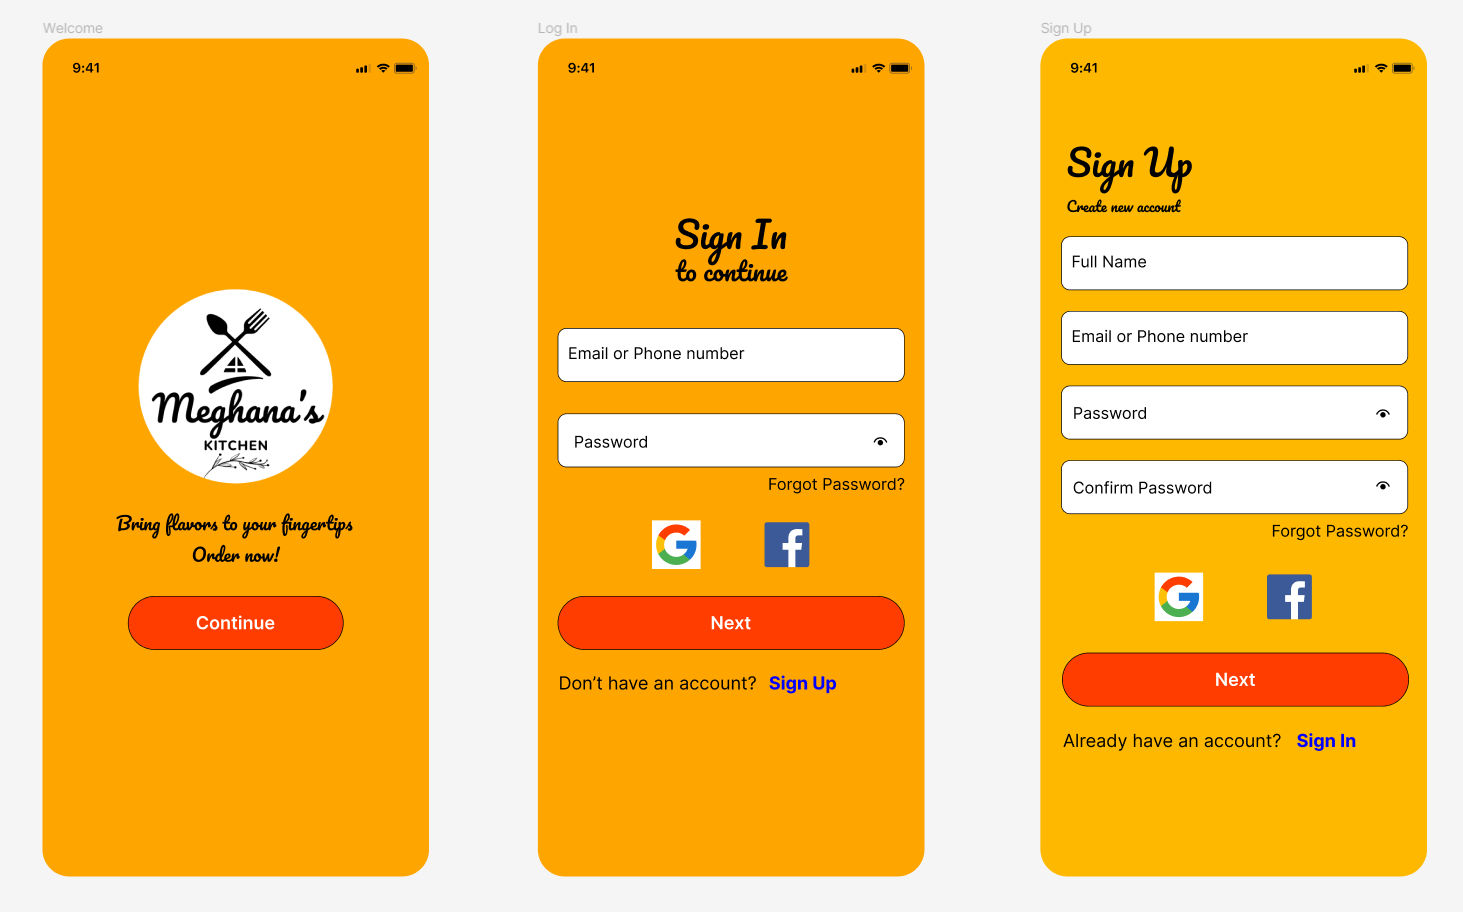 Welcome
9:41
Meghana's
KITCHEN
Bring flavors to your fingertips
Order now!
Continue
Log In
9:41
Sign In
to continue
Email or Phone number
Password
Forgot Password?
Next
Don't have an account? Sign Up
Sign Up
9:41
Sign Up
Create new account
Full Name
Email or Phone number
Password
Confirm Password
Forgot Password?
Next
Already have an account? Sign In